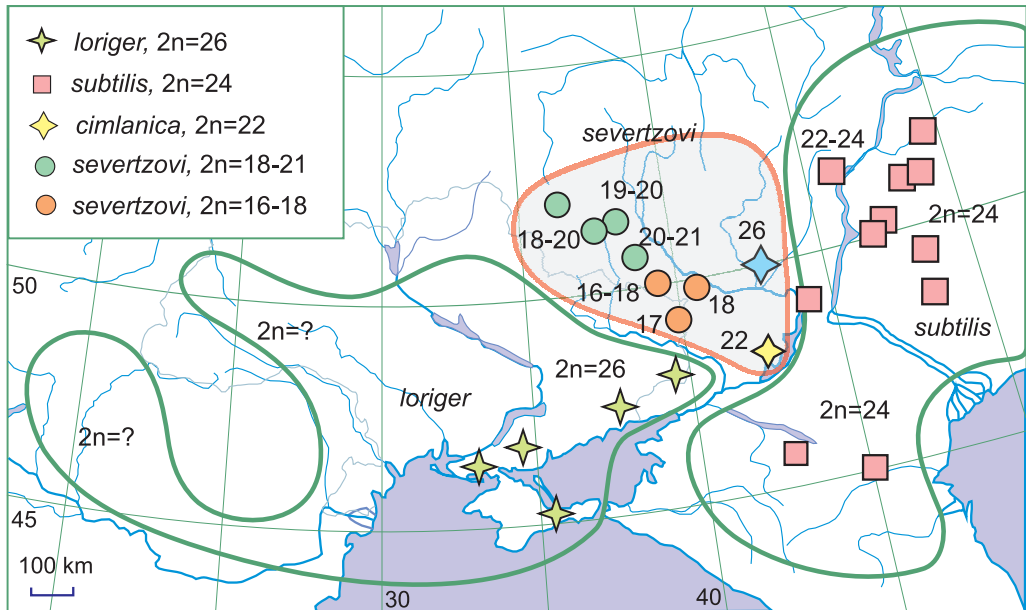 loriger, 2n=26
subtilis, 2n=24
cimlanica, 2n=22
severtzovi, 2n=18-21
severtzovi, 2n=16-18
severtzovi
22-24
19-20
18-20
20-21
26
2n=24
16-18
18
17
22
subtilis
50
2n=?
2n=26
loriger
2n=24
2n=?
45
100 km
30
40